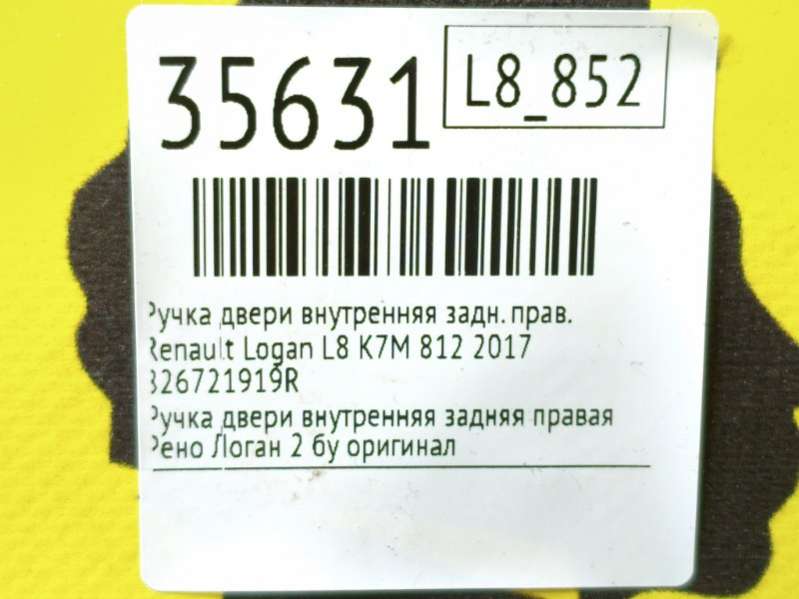 35631
L8_852
Ручка двери внутренняя задн. прав.
Renault Logan L8 K7M 812 2017
826721919R
Ручка двери внутренняя задняя правая
Рено Логан 2 бу оригинал